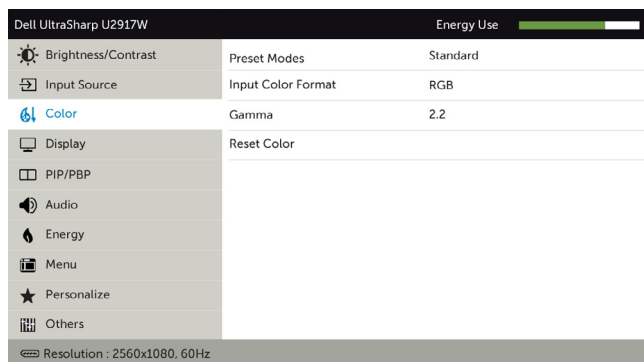 Dell UltraSharp U2917W Energy Use
Brightness/Contrast
Input Source
Color
Display
PIP/PBP
Audio
Energy
Menu
Personalize
Others
Preset Modes Standard
Input Color Format RGB
Gamma 2.2
Reset Color
Resolution : 2560x1080, 60Hz